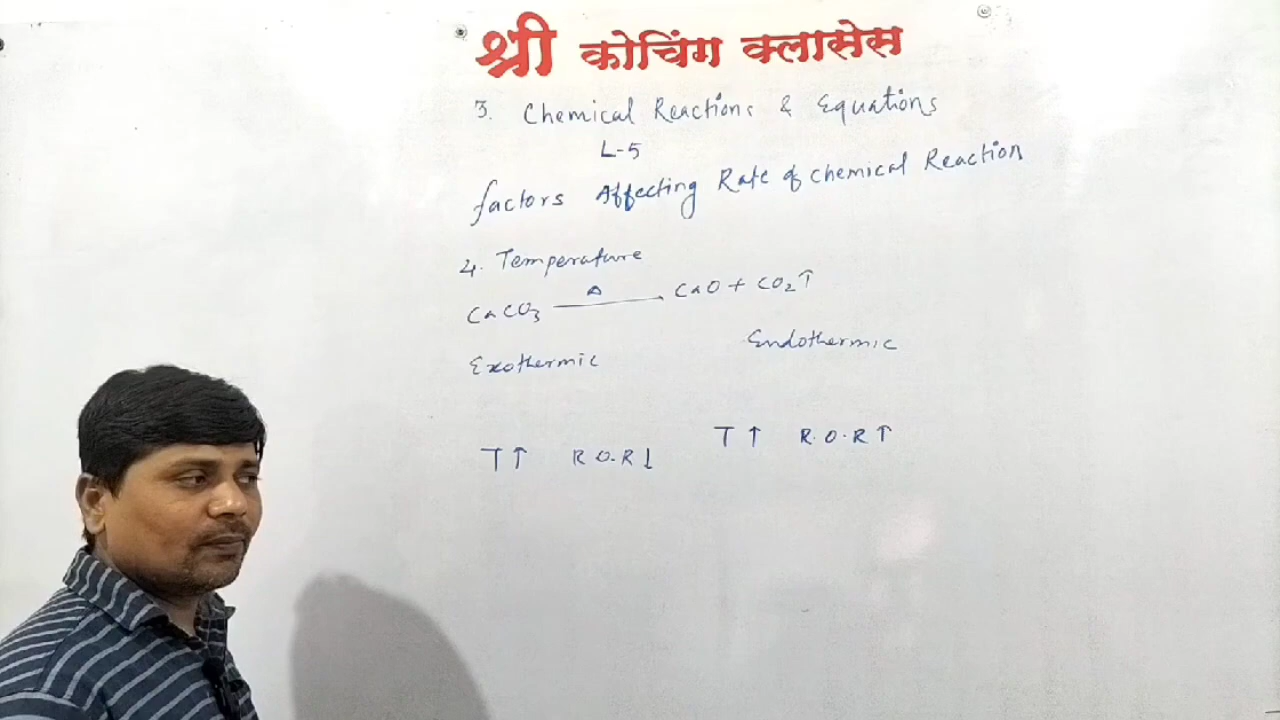 श्री कोचिंग क्लासेस
3. Chemical Reactions & Equations
L-5
factors Affecting Rate of chemical Reaction
4. Temperature
CaCO₃ —Δ→ CaO + CO₂↑
Exothermic Endothermic
T↑ R.O.R↓ T↑ R.O.R↑